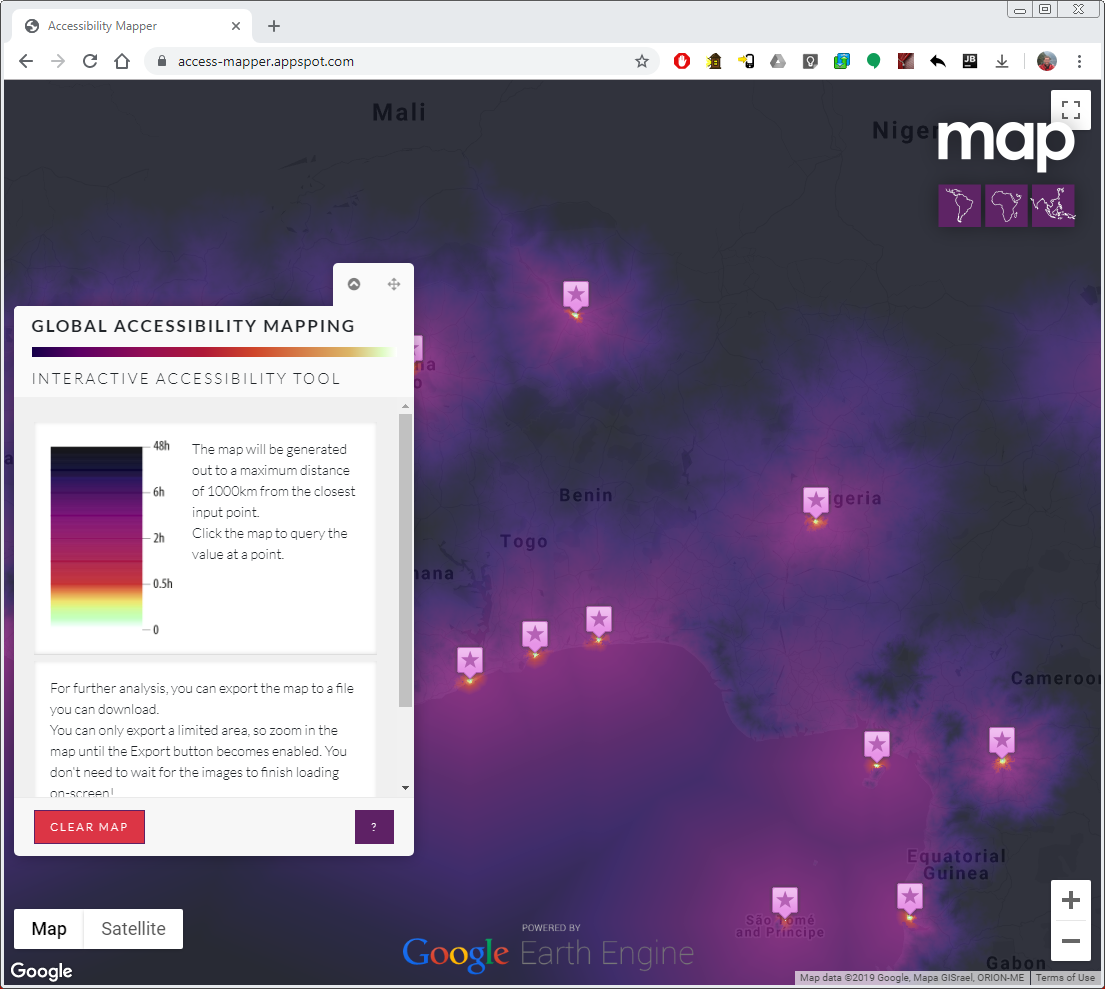 Accessibility Mapper
access-mapper.appspot.com
JB
Mali
Niger
map
GLOBAL ACCESSIBILITY MAPPING
INTERACTIVE ACCESSIBILITY TOOL
48h
6h
2h
0.5h
0
The map will be generated
out to a maximum distance
of 1000km from the closest
input point.
Click the map to query the
value at a point.
For further analysis, you can export the map to a file
you can download.
You can only export a limited area, so zoom in the
map until the Export button becomes enabled. You
don't need to wait for the images to finish loading
on-screen!
CLEAR MAP
?
Benin
geria
Togo
ana
Cameroon
Equatorial
Guinea
São Tomé
and Príncipe
Gabon
Map
Satellite
Google
POWERED BY
Google Earth Engine
Map data ©2019 Google, Mapa GISrael, ORION-ME
Terms of Use